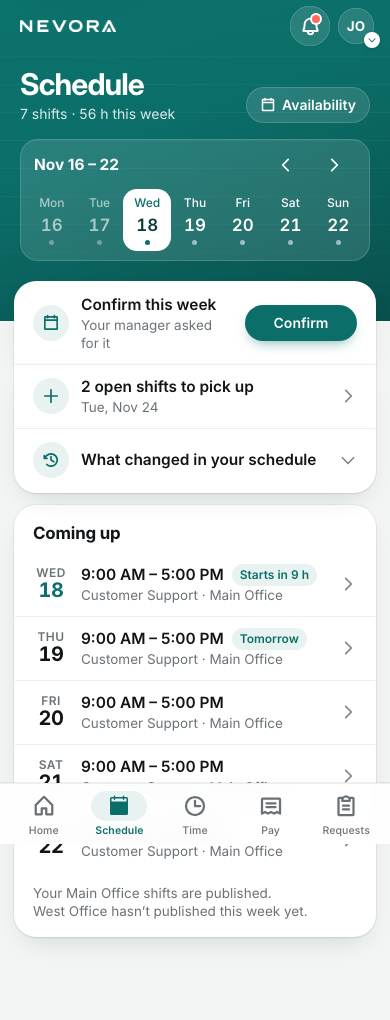 NEVORA
JO
Schedule
7 shifts · 56 h this week
Availability
Nov 16 – 22
Mon Tue Wed Thu Fri Sat Sun
16 17 18 19 20 21 22
Confirm this week
Your manager asked
for it
Confirm
2 open shifts to pick up
Tue, Nov 24
What changed in your schedule
Coming up
WED
18
9:00 AM – 5:00 PM Starts in 9 h
Customer Support · Main Office
THU
19
9:00 AM – 5:00 PM Tomorrow
Customer Support · Main Office
FRI
20
9:00 AM – 5:00 PM
Customer Support · Main Office
SAT
21
9:00 AM – 5:00 PM
Home Schedule Time Pay Requests
22
Customer Support · Main Office
Your Main Office shifts are published.
West Office hasn’t published this week yet.